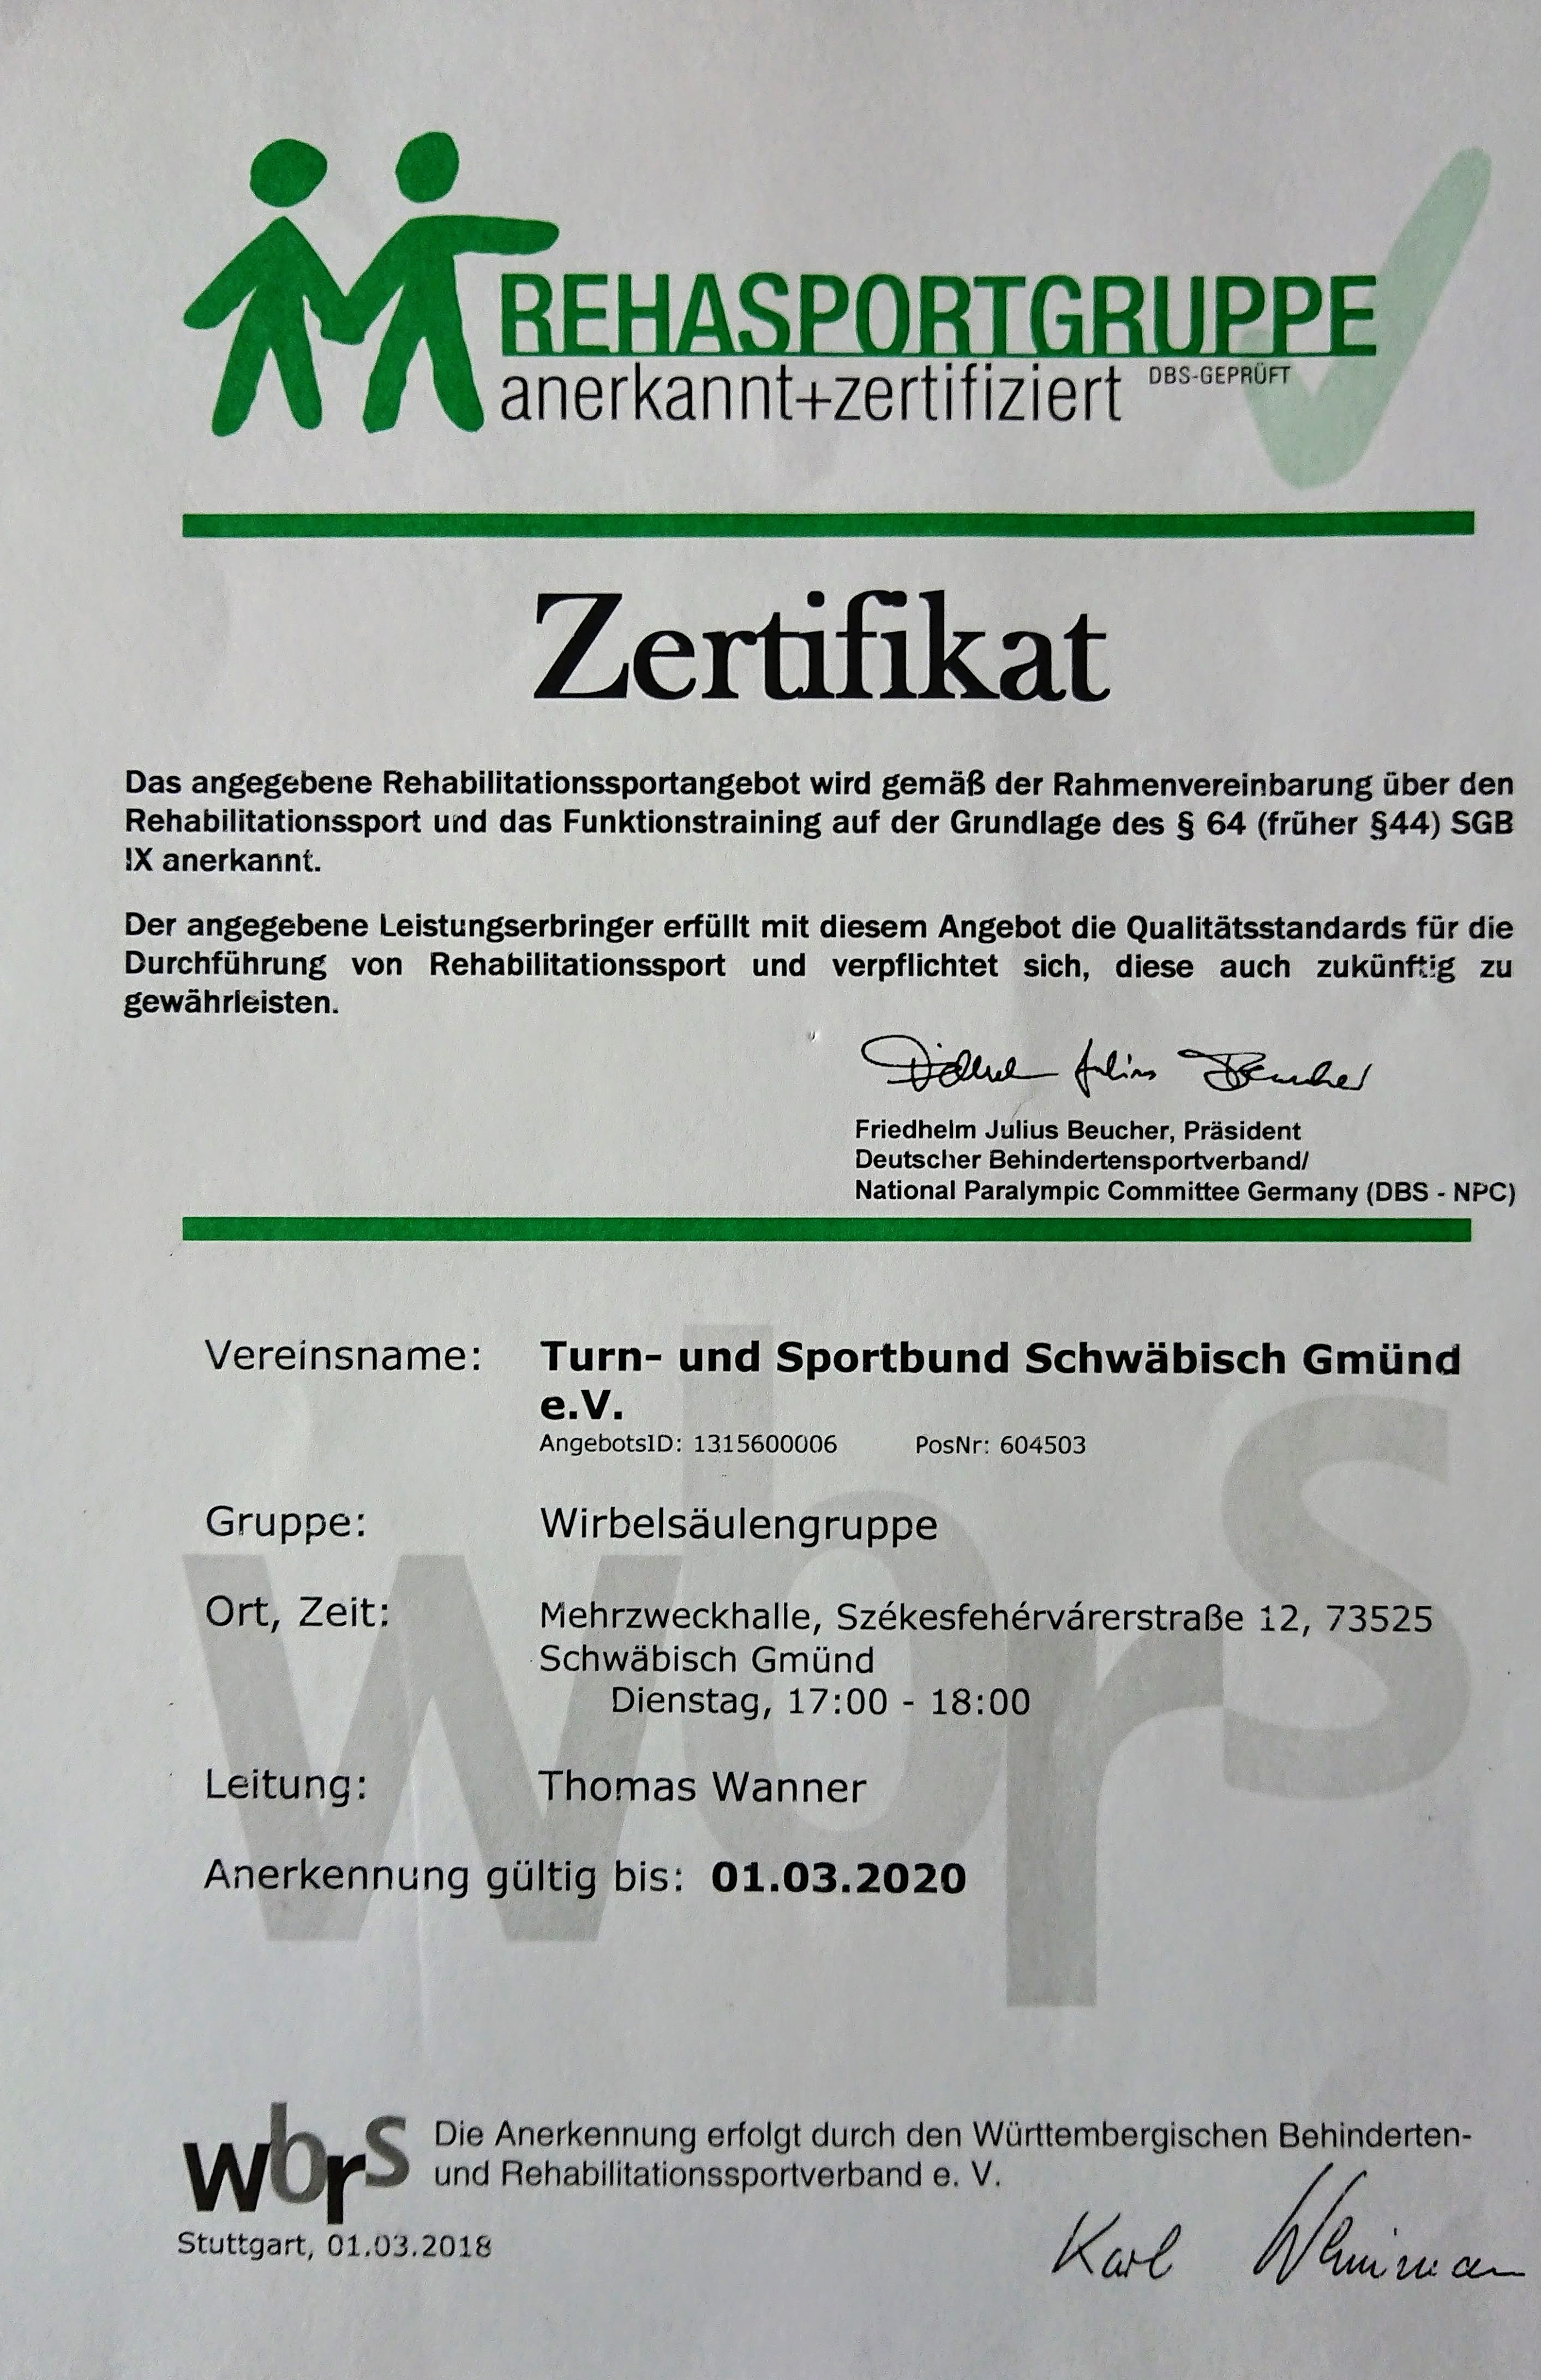 REHASPORTGRUPPE
anerkannt+zertifiziert DBS-GEPRÜFT
Zertifikat
Das angegebene Rehabilitationssportangebot wird gemäß der Rahmenvereinbarung über den
Rehabilitationssport und das Funktionstraining auf der Grundlage des § 64 (früher §44) SGB
IX anerkannt.
Der angegebene Leistungserbringer erfüllt mit diesem Angebot die Qualitätsstandards für die
Durchführung von Rehabilitationssport und verpflichtet sich, diese auch zukünftig zu
gewährleisten.
Friedhelm Julius Beucher, Präsident
Deutscher Behindertensportverband/
National Paralympic Committee Germany (DBS - NPC)
Vereinsname: Turn- und Sportbund Schwäbisch Gmünd
e.V.
AngebotsID: 1315600006 PosNr: 604503
Gruppe: Wirbelsäulengruppe
Ort, Zeit: Mehrzweckhalle, Székesfehérvárerstraße 12, 73525
Schwäbisch Gmünd
Dienstag, 17:00 - 18:00
Leitung: Thomas Wanner
Anerkennung gültig bis: 01.03.2020
wbrs
wbrs Die Anerkennung erfolgt durch den Württembergischen Behinderten-
und Rehabilitationssportverband e. V.
Stuttgart, 01.03.2018
Karl